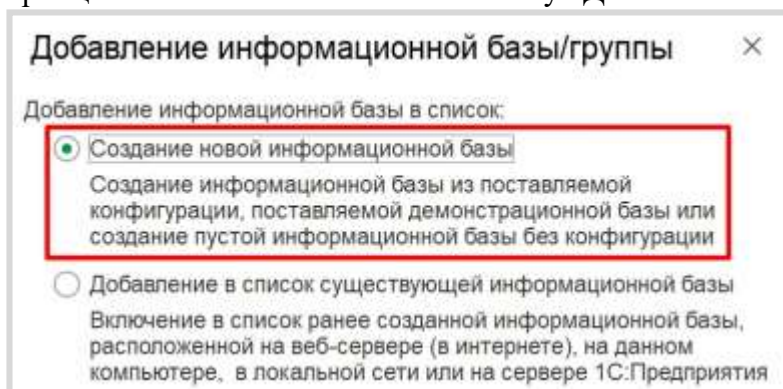 Добавление информационной базы/группы
Добавление информационной базы в список:
Создание новой информационной базы
Создание информационной базы из поставляемой
конфигурации, поставляемой демонстрационной базы или
создание пустой информационной базы без конфигурации
Добавление в список существующей информационной базы
Включение в список ранее созданной информационной базы,
расположенной на веб-сервере (в интернете), на данном
компьютере, в локальной сети или на сервере 1С:Предприятия